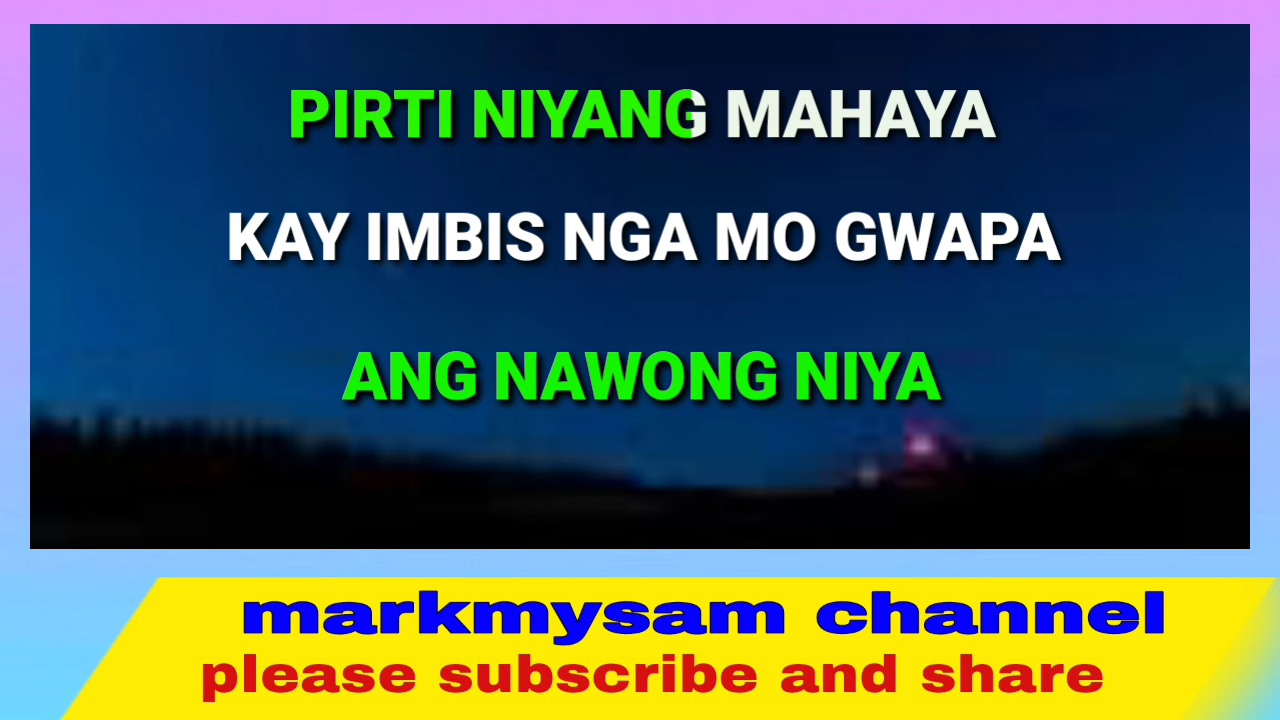 PIRTI NIYANG MAHAYA
KAY IMBIS NGA MO GWAPA
ANG NAWONG NIYA
markmysam channel
please subscribe and share